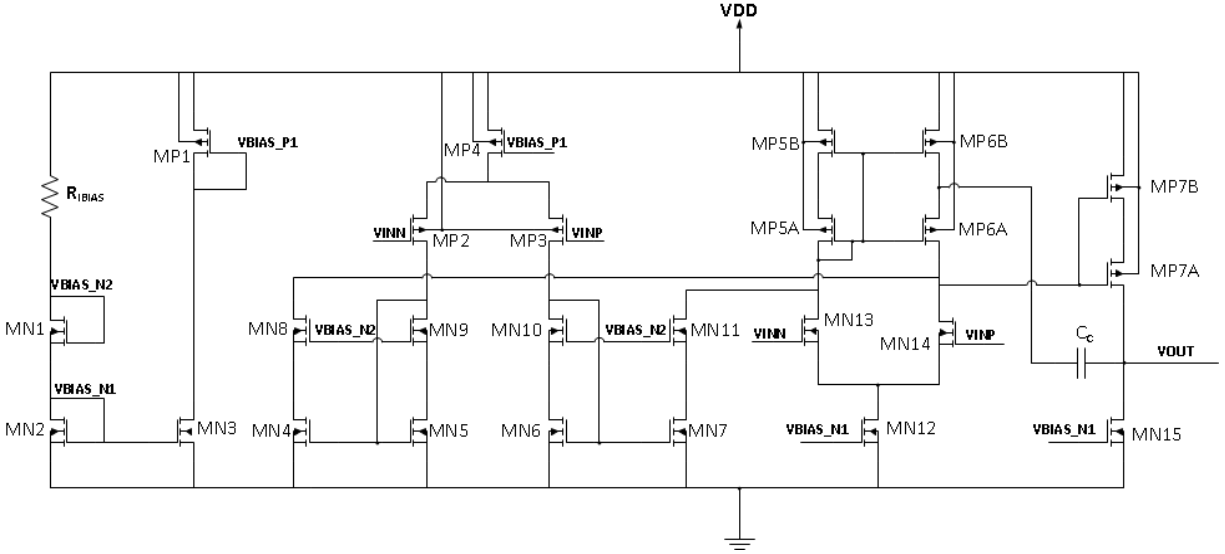 VDD
VBIAS_P1
MP1
MP4
VBIAS_P1
MP5B
MP6B
RIBIAS
MP7B
VINN
MP2
MP3
VINP
MP5A
MP6A
MP7A
VBIAS_N2
MN1
MN8
VBIAS_N2
MN9
MN10
VBIAS_N2
MN11
MN13
VINN
MN14
VINP
Cc
VOUT
VBIAS_N1
MN2
MN3
MN4
MN5
MN6
MN7
VBIAS_N1
MN12
VBIAS_N1
MN15